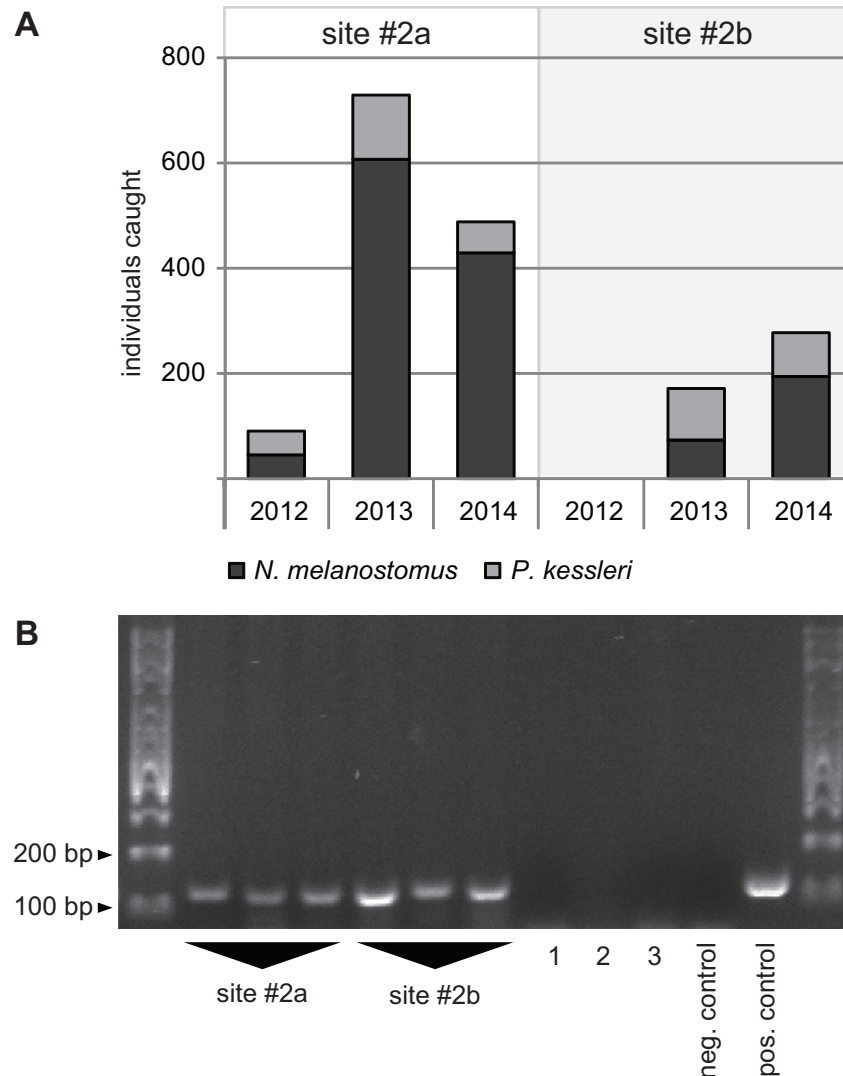 A
site #2a site #2b
800
600
400
200
individuals caught
2012 2013 2014 2012 2013 2014
N. melanostomus P. kessleri
B
200 bp
100 bp
site #2a site #2b 1 2 3 neg. control pos. control